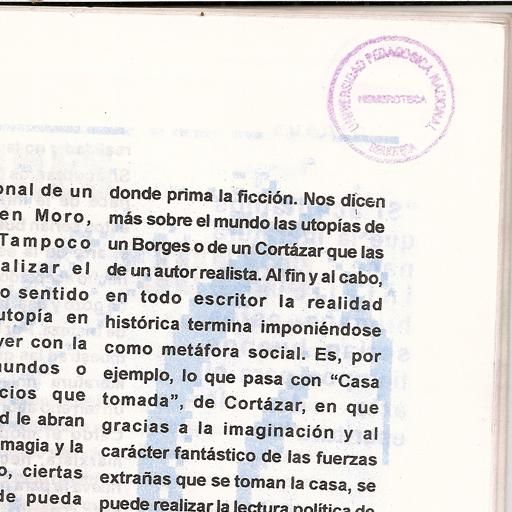 UNIVERSIDAD PEDAGOGICA NACIONAL
HEMEROTECA
onal de un
en Moro,
Tampoco
alizar el
o sentido
utopía en
ver con la
undos o
cios que
d le abran
magia y la
o, ciertas
de pueda
donde prima la ficción. Nos dicen
más sobre el mundo las utopías de
un Borges o de un Cortázar que las
de un autor realista. Al fin y al cabo,
en todo escritor la realidad
histórica termina imponiéndose
como metáfora social. Es, por
ejemplo, lo que pasa con “Casa
tomada”, de Cortázar, en que
gracias a la imaginación y al
carácter fantástico de las fuerzas
extrañas que se toman la casa, se
puede realizar la lectura política de